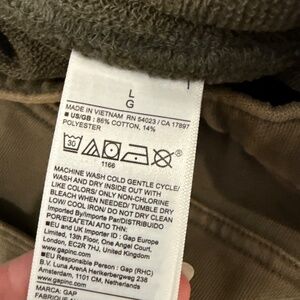 L
G
MADE IN VIETNAM RN 54023 / CA 17897
■ US/GB : 86% COTTON, 14%
POLYESTER
30
1166
MACHINE WASH COLD GENTLE CYCLE/
WASH AND DRY INSIDE OUT WITH
LIKE COLORS/ ONLY NON-CHLORINE
BLEACH WHEN NEEDED/ TUMBLE DRY
LOW/ COOL IRON/ DO NOT DRY CLEAN
Imported By/Importe Par/DISTRIBUIDO
POR/ΕΙΣΑΓΕΤΑΙ ΑΠΟ ΤΗΝ:
■EU and UK Importer ID : Gap Europe
Limited, 13th Floor, One Angel Court,
London, EC2R 7HJ, United Kingdom,
www.gapinc.com
■EU Responsible Person : Gap (RHC)
B.V. Luna ArenA Herikerbergweg 238
Amsterdam, 1101 CM, Netherlands
www.gapinc.com
MARCA: GAP